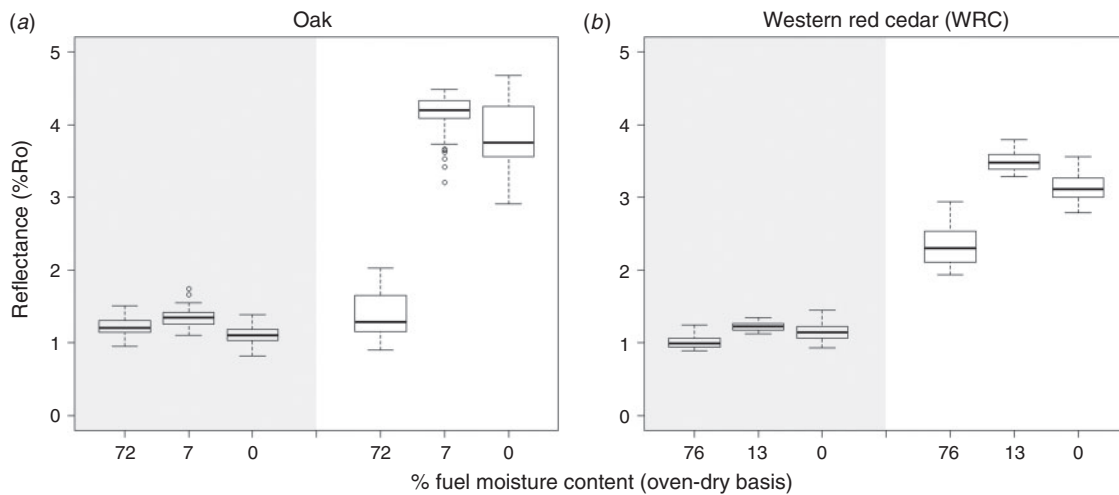 (a) Oak
(b) Western red cedar (WRC)
Reflectance (%Ro)
5
4
3
2
1
0
5
4
3
2
1
0
72 7 0 72 7 0
76 13 0 76 13 0
% fuel moisture content (oven-dry basis)